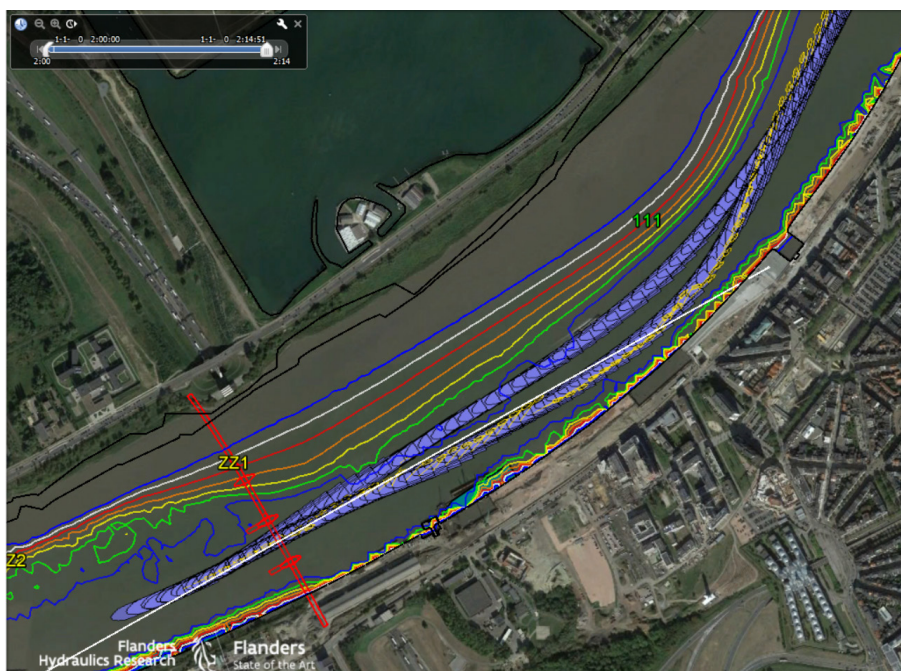 1-1- 0 2:00:00 1-1- 0 2:14:51
2:00 2:14
111
ZZ1
Z2
Flanders
Hydraulics Research
Flanders
State of the Art